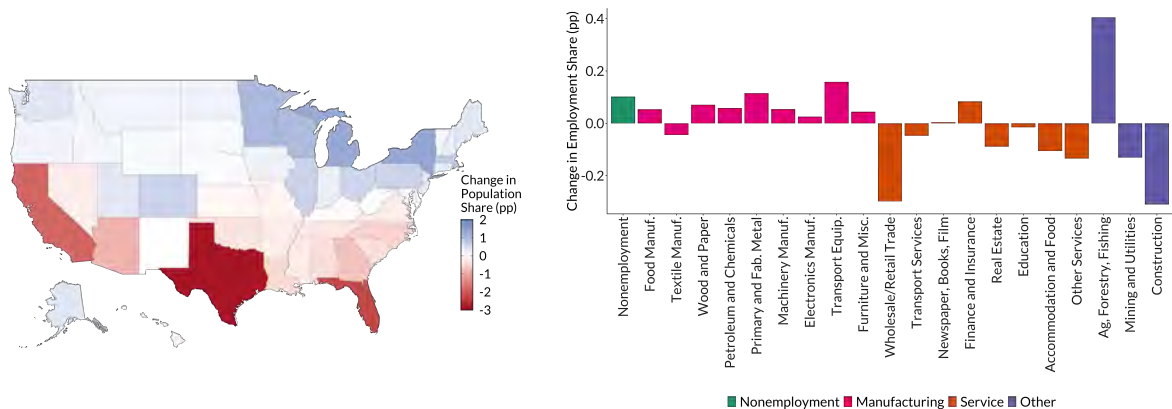 Change in
Population
Share (pp)
2
1
0
-1
-2
-3
Change in Employment Share (pp)
0.4
0.2
0.0
-0.2
Nonemployment
Food Manuf.
Textile Manuf.
Wood and Paper
Petroleum and Chemicals
Primary and Fab. Metal
Machinery Manuf.
Electronics Manuf.
Transport Equip.
Furniture and Misc.
Wholesale/Retail Trade
Transport Services
Newspaper, Books, Film
Finance and Insurance
Real Estate
Education
Accommodation and Food
Other Services
Ag, Forestry, Fishing
Mining and Utilities
Construction
Nonemployment Manufacturing Service Other